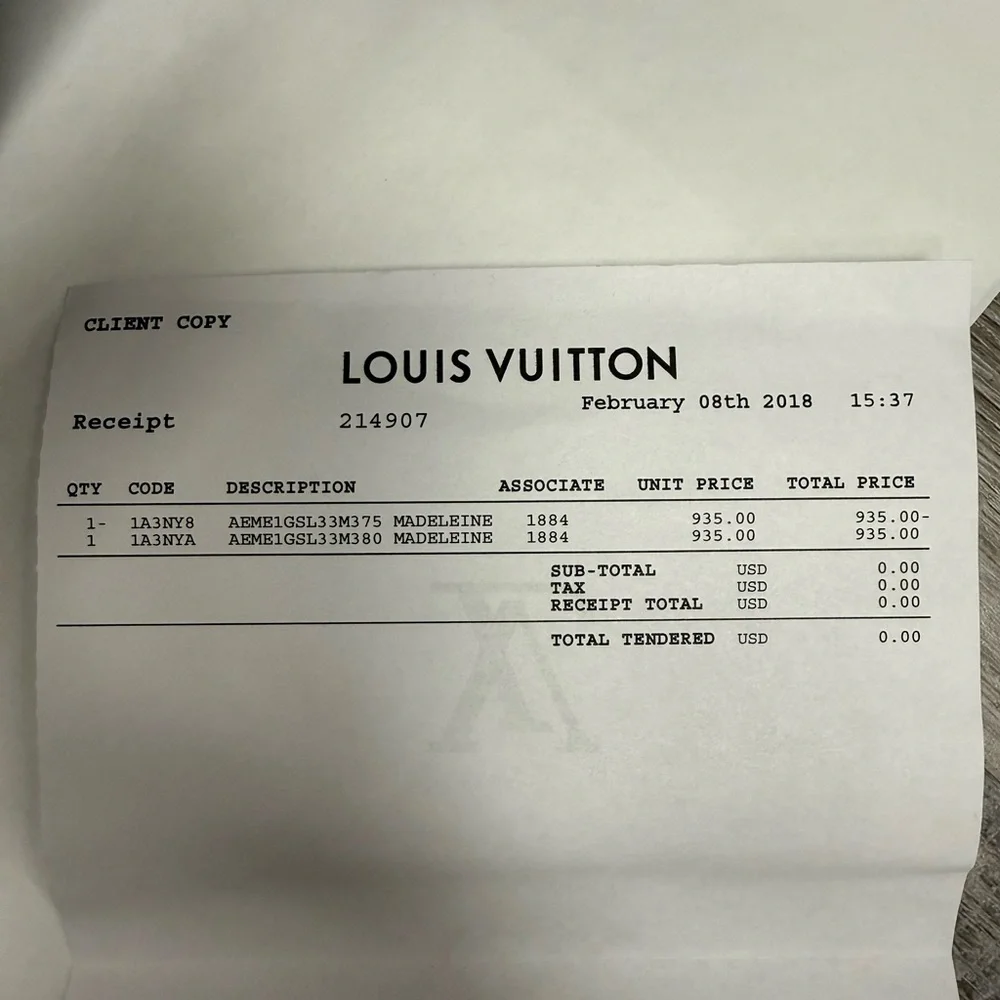 CLIENT COPY
LOUIS VUITTON
February 08th 2018 15:37
Receipt 214907
QTY CODE DESCRIPTION ASSOCIATE UNIT PRICE TOTAL PRICE
1- 1A3NY8 AEME1GSL33M375 MADELEINE 1884 935.00 935.00-
1 1A3NYA AEME1GSL33M380 MADELEINE 1884 935.00 935.00
SUB-TOTAL USD 0.00
TAX USD 0.00
RECEIPT TOTAL USD 0.00
TOTAL TENDERED USD 0.00